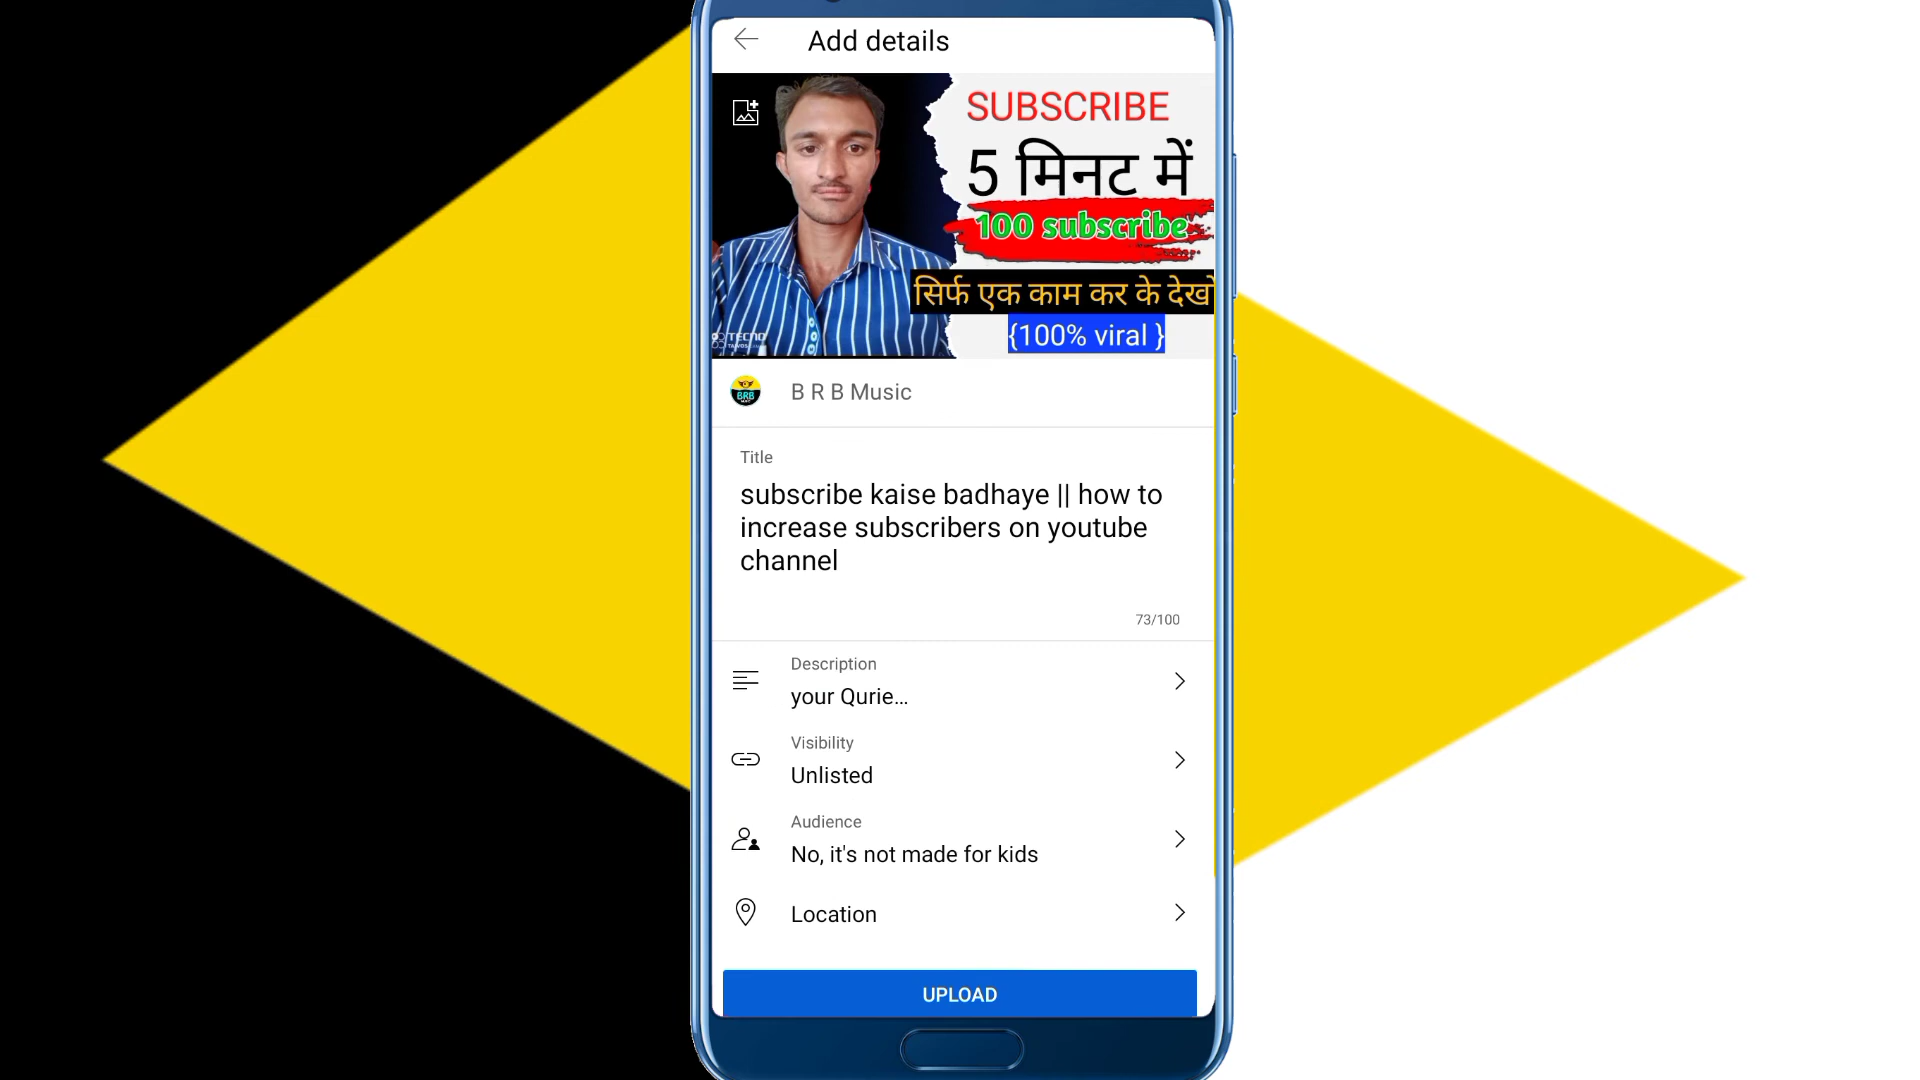 Add details
SUBSCRIBE
5 मिनट में
100 subscribe
सिर्फ एक काम कर के देखो
{100% viral }
TECNO
BRB
B R B Music
Title
subscribe kaise badhaye || how to
increase subscribers on youtube
channel
73/100
Description
your Qurie...
Visibility
Unlisted
Audience
No, it's not made for kids
Location
UPLOAD